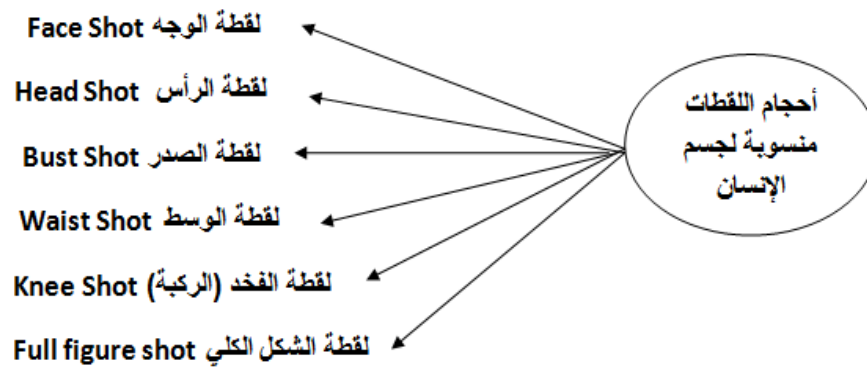 أحجام اللقطات
منسوبة لجسم
الإنسان
لقطة الوجه Face Shot
لقطة الرأس Head Shot
لقطة الصدر Bust Shot
لقطة الوسط Waist Shot
لقطة الفخد (الركبة) Knee Shot
لقطة الشكل الكلي Full figure shot